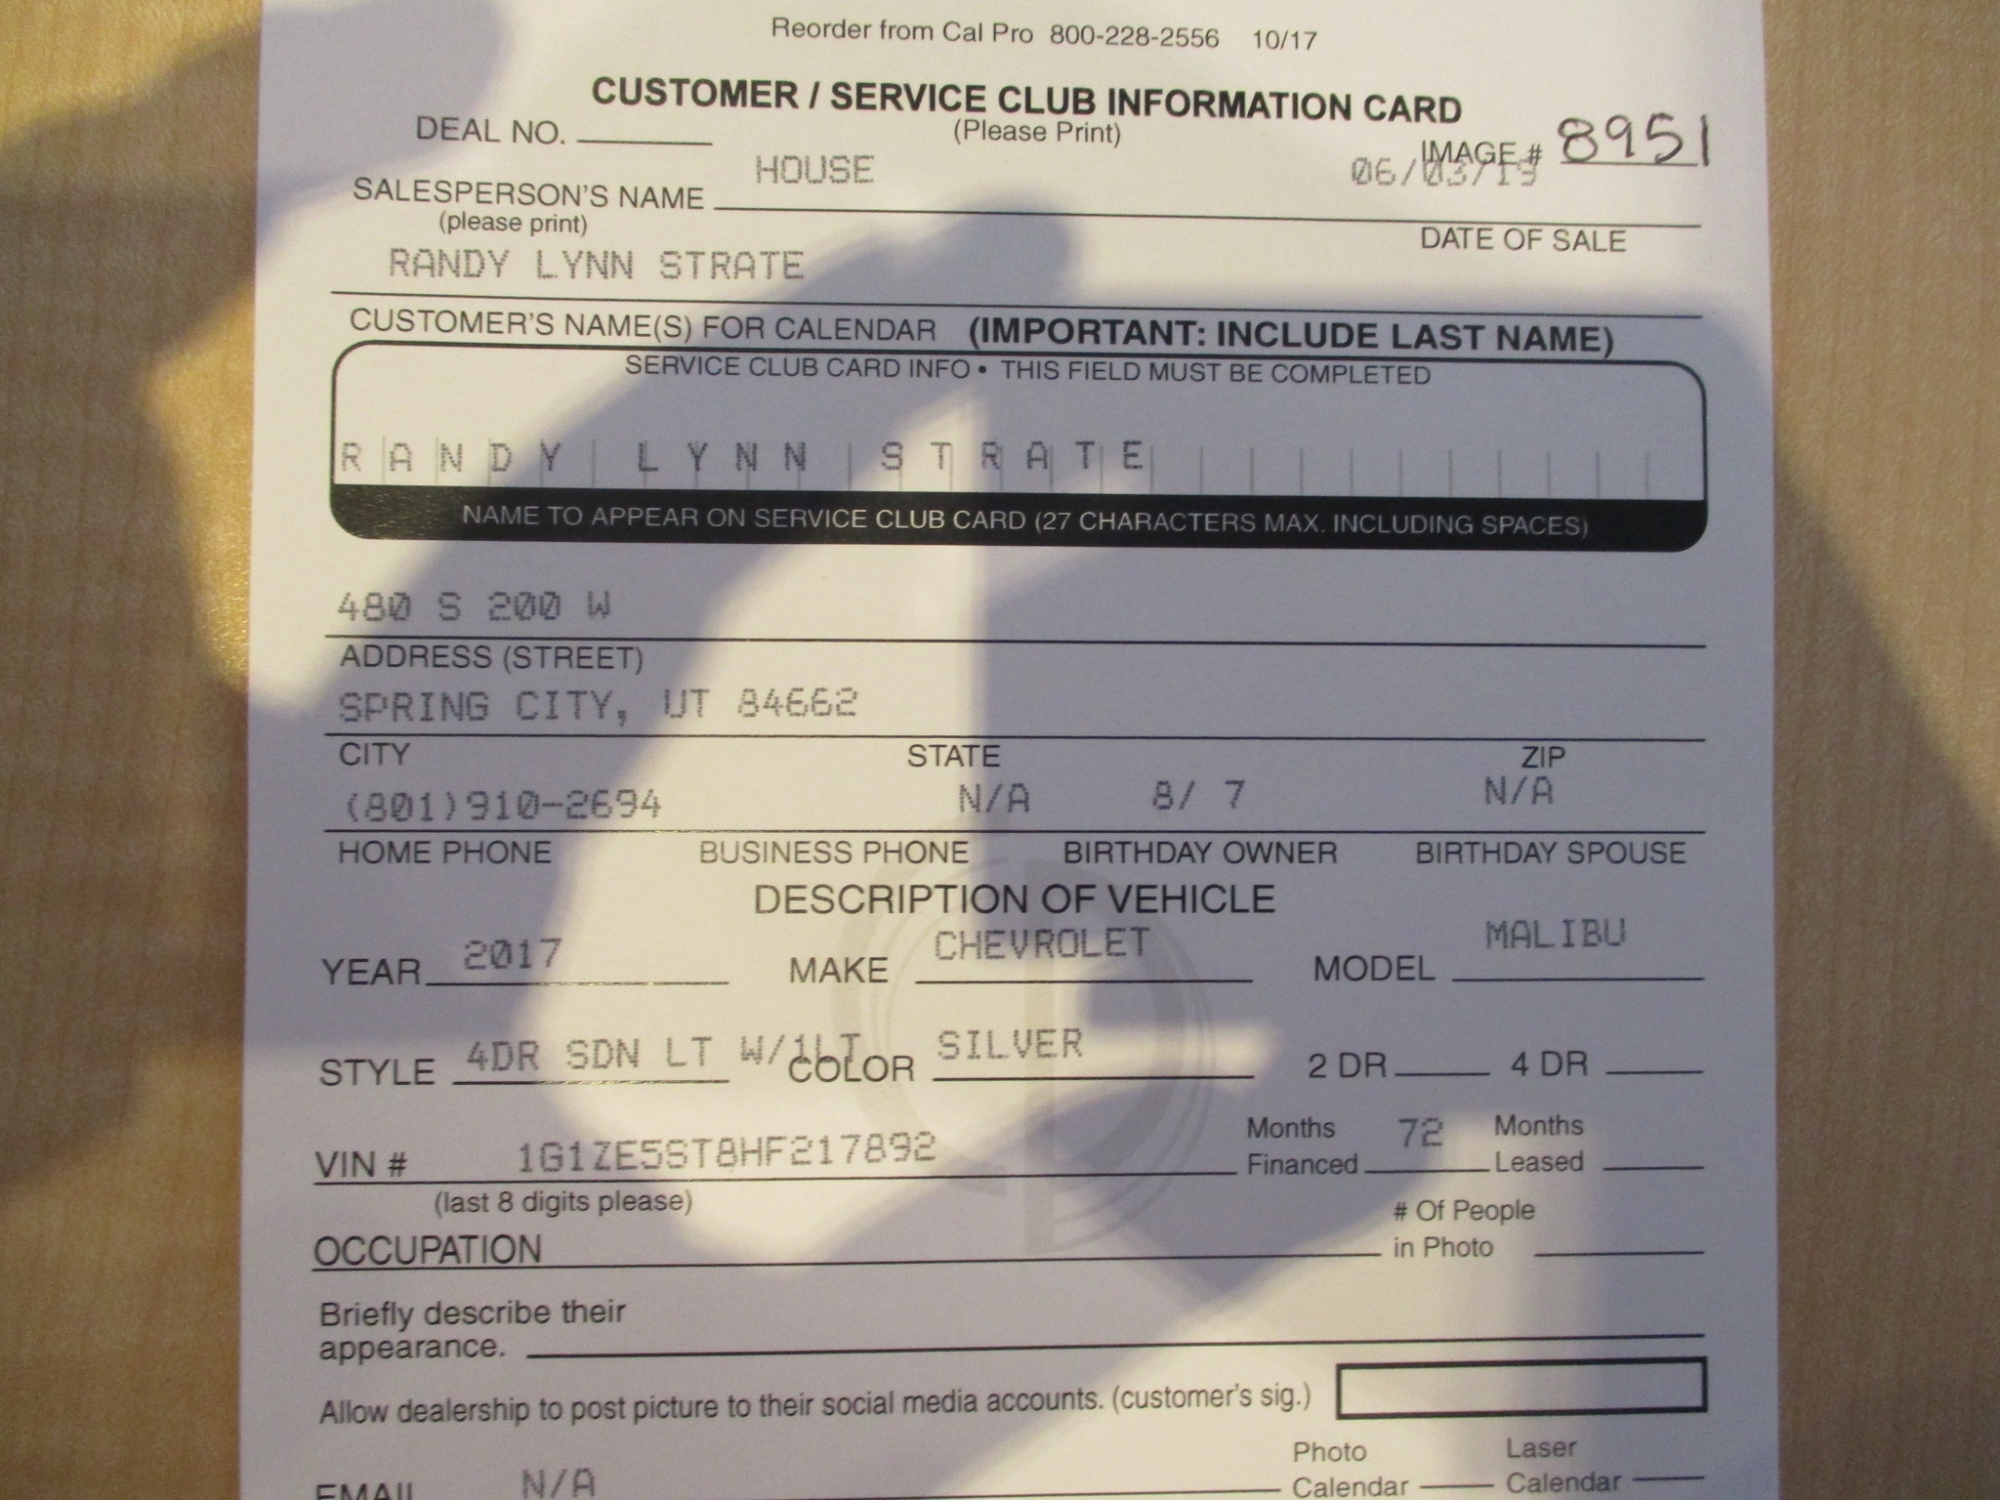 Reorder from Cal Pro 800-228-2556 10/17
CUSTOMER / SERVICE CLUB INFORMATION CARD
(Please Print)
DEAL NO.
IMAGE # 8951
HOUSE 06/03/19
SALESPERSON'S NAME
(please print)
DATE OF SALE
RANDY LYNN STRATE
CUSTOMER'S NAME(S) FOR CALENDAR (IMPORTANT: INCLUDE LAST NAME)
SERVICE CLUB CARD INFO • THIS FIELD MUST BE COMPLETED
RANDY LYNN STRATE
NAME TO APPEAR ON SERVICE CLUB CARD (27 CHARACTERS MAX. INCLUDING SPACES)
480 S 200 W
ADDRESS (STREET)
SPRING CITY, UT 84662
CITY STATE ZIP
(801)910-2694 N/A 8/ 7 N/A
HOME PHONE BUSINESS PHONE BIRTHDAY OWNER BIRTHDAY SPOUSE
DESCRIPTION OF VEHICLE
YEAR 2017 MAKE CHEVROLET MODEL MALIBU
STYLE 4DR SDN LT W/1LT COLOR SILVER 2 DR 4 DR
VIN # 1G1ZE5ST8HF217892 Months Financed 72 Months Leased
(last 8 digits please)
OCCUPATION # Of People in Photo
Briefly describe their
appearance.
Allow dealership to post picture to their social media accounts. (customer's sig.)
EMAIL N/A Photo Calendar Laser Calendar